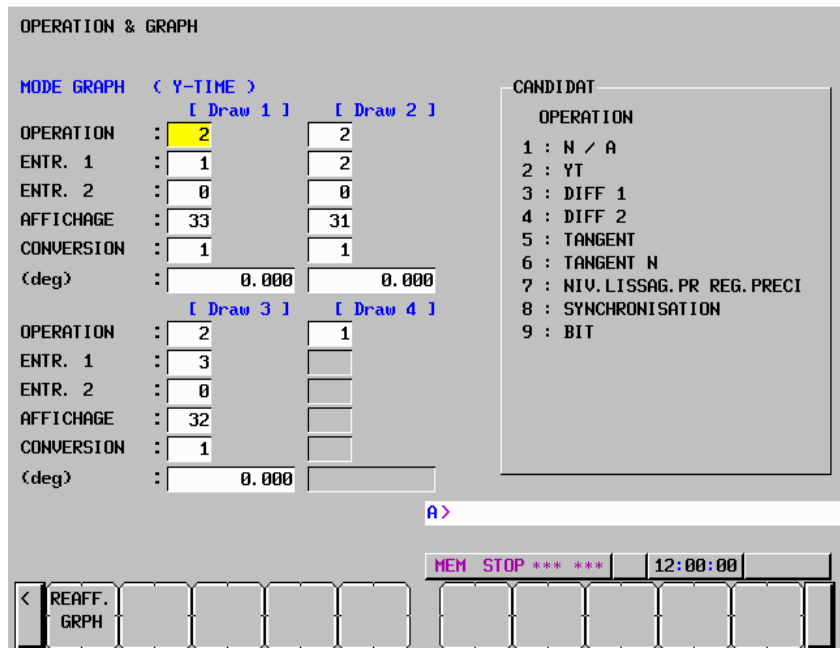 OPERATION & GRAPH
MODE GRAPH ( Y-TIME )
[ Draw 1 ] [ Draw 2 ]
OPERATION : 2 2
ENTR. 1 : 1 2
ENTR. 2 : 0 0
AFFICHAGE : 33 31
CONVERSION : 1 1
(deg) : 0.000 0.000
[ Draw 3 ] [ Draw 4 ]
OPERATION : 2 1
ENTR. 1 : 3
ENTR. 2 : 0
AFFICHAGE : 32
CONVERSION : 1
(deg) : 0.000
CANDIDAT
OPERATION
1 : N / A
2 : YT
3 : DIFF 1
4 : DIFF 2
5 : TANGENT
6 : TANGENT N
7 : NIV.LISSAG.PR REG.PRECI
8 : SYNCHRONISATION
9 : BIT
A>
MEM STOP *** *** 12:00:00
< REAFF.
GRPH